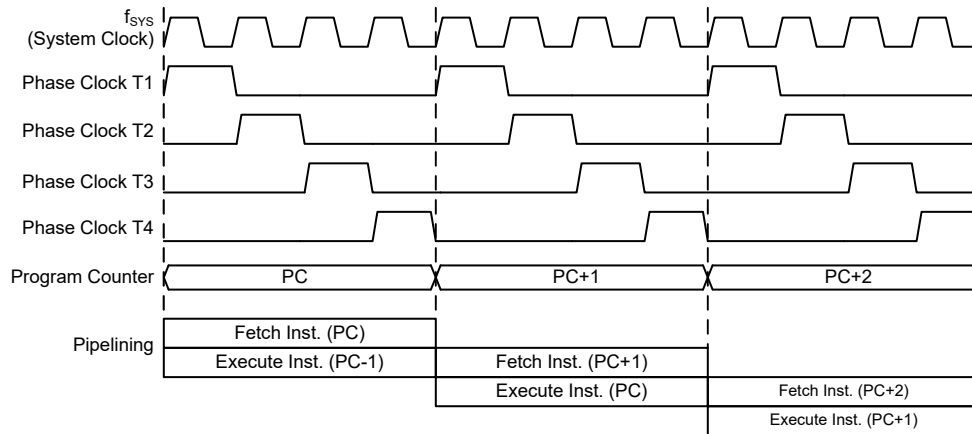 fSYS
(System Clock)
Phase Clock T1
Phase Clock T2
Phase Clock T3
Phase Clock T4
Program Counter PC PC+1 PC+2
Pipelining
Fetch Inst. (PC)
Execute Inst. (PC-1) Fetch Inst. (PC+1)
Execute Inst. (PC) Fetch Inst. (PC+2)
Execute Inst. (PC+1)